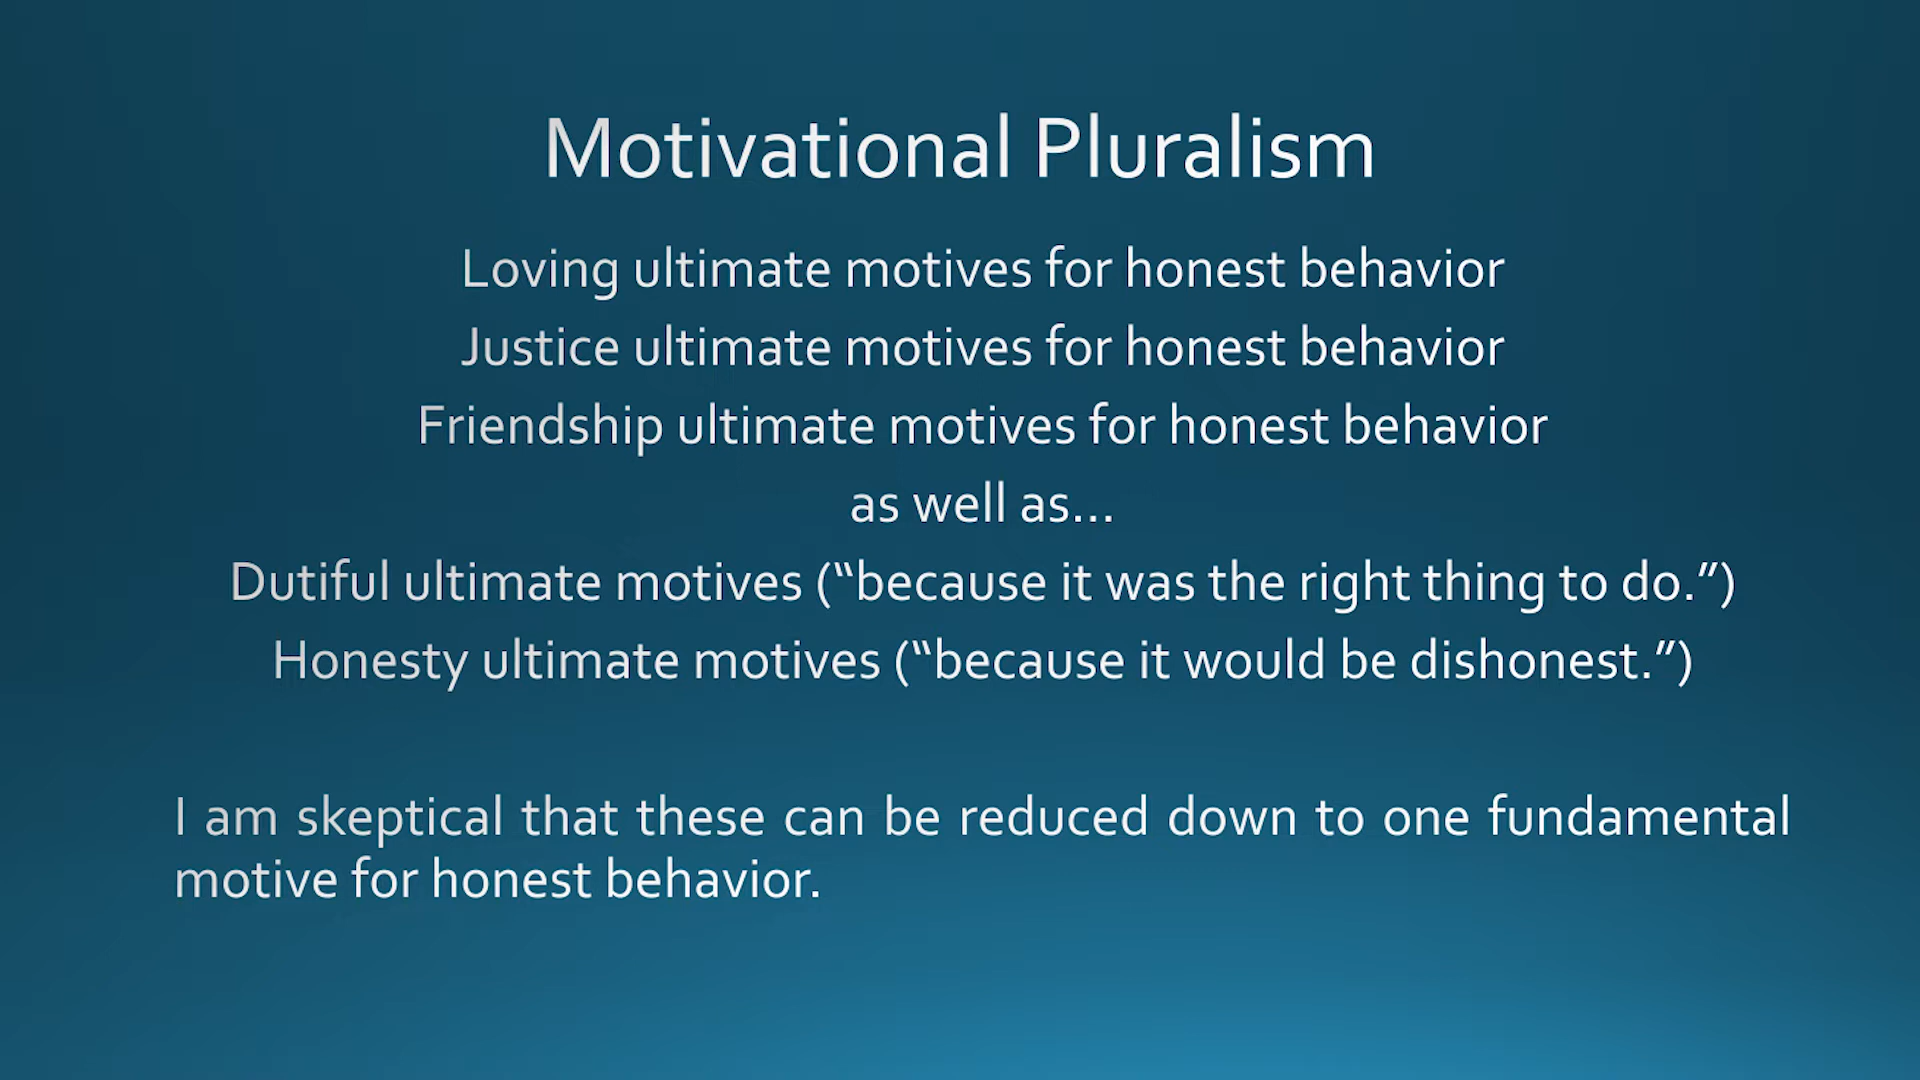 Motivational Pluralism
Loving ultimate motives for honest behavior
Justice ultimate motives for honest behavior
Friendship ultimate motives for honest behavior
as well as…
Dutiful ultimate motives (“because it was the right thing to do.”)
Honesty ultimate motives (“because it would be dishonest.”)
I am skeptical that these can be reduced down to one fundamental
motive for honest behavior.